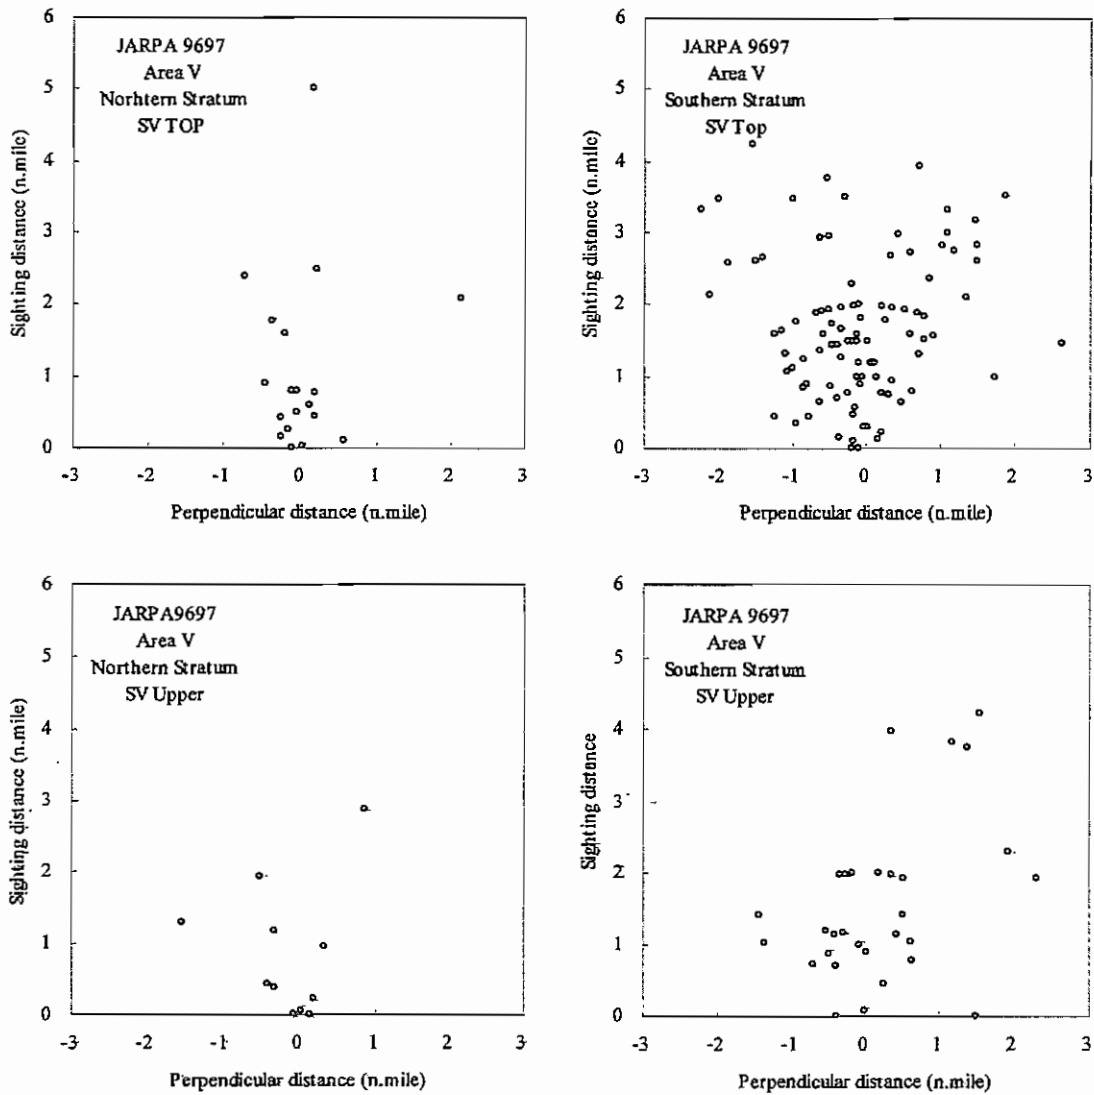 6
JARPA 9697
Area V
Norhtern Stratum
SV TOP
5
4
3
2
1
0
Sighting distance (n.mile)
-3 -2 -1 0 1 2 3
Perpendicular distance (n.mile)
6
JARPA 9697
Area V
Southern Stratum
SV Top
5
4
3
2
1
0
Sighting distance (n.mile)
-3 -2 -1 0 1 2 3
Perpendicular distance (n.mile)
6
JARPA9697
Area V
Northern Stratum
SV Upper
5
4
3
2
1
0
Sighting distance (n.mile)
-3 -2 -1 0 1 2 3
Perpendicular distance (n.mile)
6
JARPA 9697
Area V
Southern Stratum
SV Upper
5
4
3
2
1
0
Sighting distance
-3 -2 -1 0 1 2 3
Perpendicular distance (n.mile)